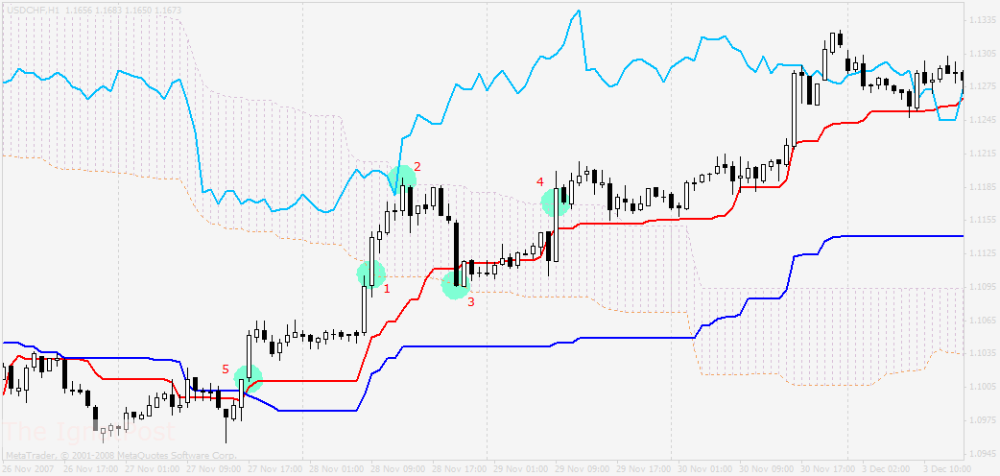 USDCHF,H1 1.1656 1.1683 1.1650 1.1673
1.1335
1.1305
1.1275
1.1245
1.1215
1.1185
1.1155
1.1125
1.1095
1.1065
1.1035
1.1005
1.0975
1.0945
2
4
1
3
5
MetaTrader, © 2001-2008 MetaQuotes Software Corp.
26 Nov 2007
26 Nov 17:00
27 Nov 09:00
27 Nov 17:00
28 Nov 01:00
28 Nov 09:00
28 Nov 17:00
29 Nov 01:00
29 Nov 09:00
29 Nov 17:00
30 Nov 01:00
30 Nov 09:00
30 Nov 17:00
3 Dec 02:00
3 Dec 10:00